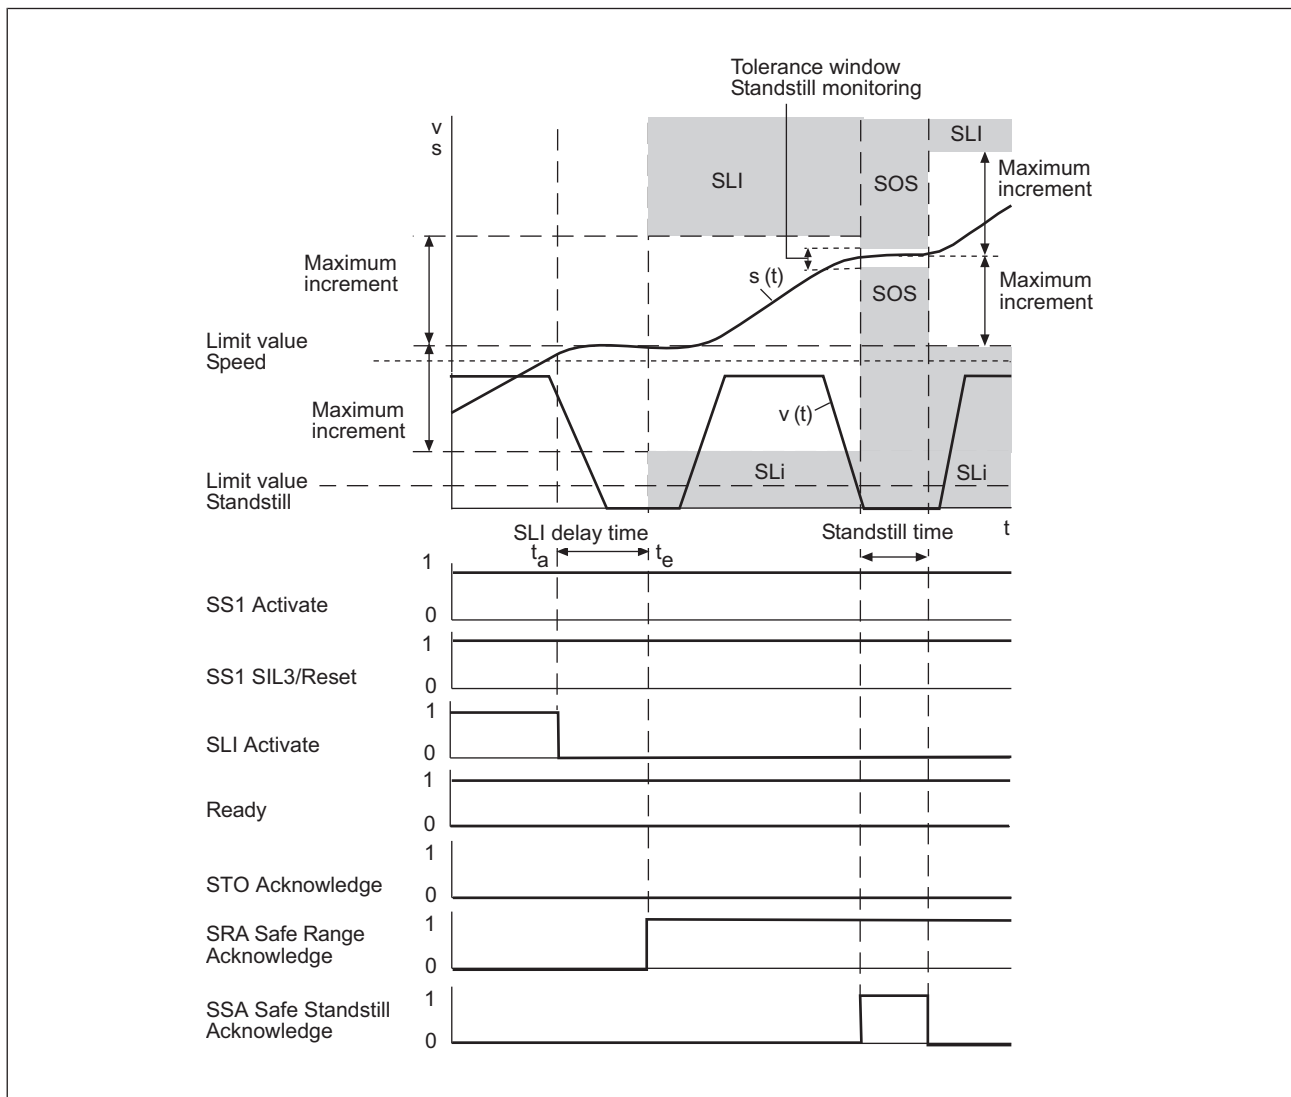 Tolerance window
Standstill monitoring
v
s
SLI
SLI
SOS
Maximum
increment
Maximum
increment
s (t)
SOS
Maximum
increment
Limit value
Speed
Maximum
increment
v (t)
Limit value
Standstill
SLi
SLi
SLI delay time
Standstill time
t
ta
te
1
SS1 Activate
0
1
SS1 SIL3/Reset
0
1
SLI Activate
0
1
Ready
0
1
STO Acknowledge
0
SRA Safe Range
Acknowledge
1
0
SSA Safe Standstill
Acknowledge
1
0